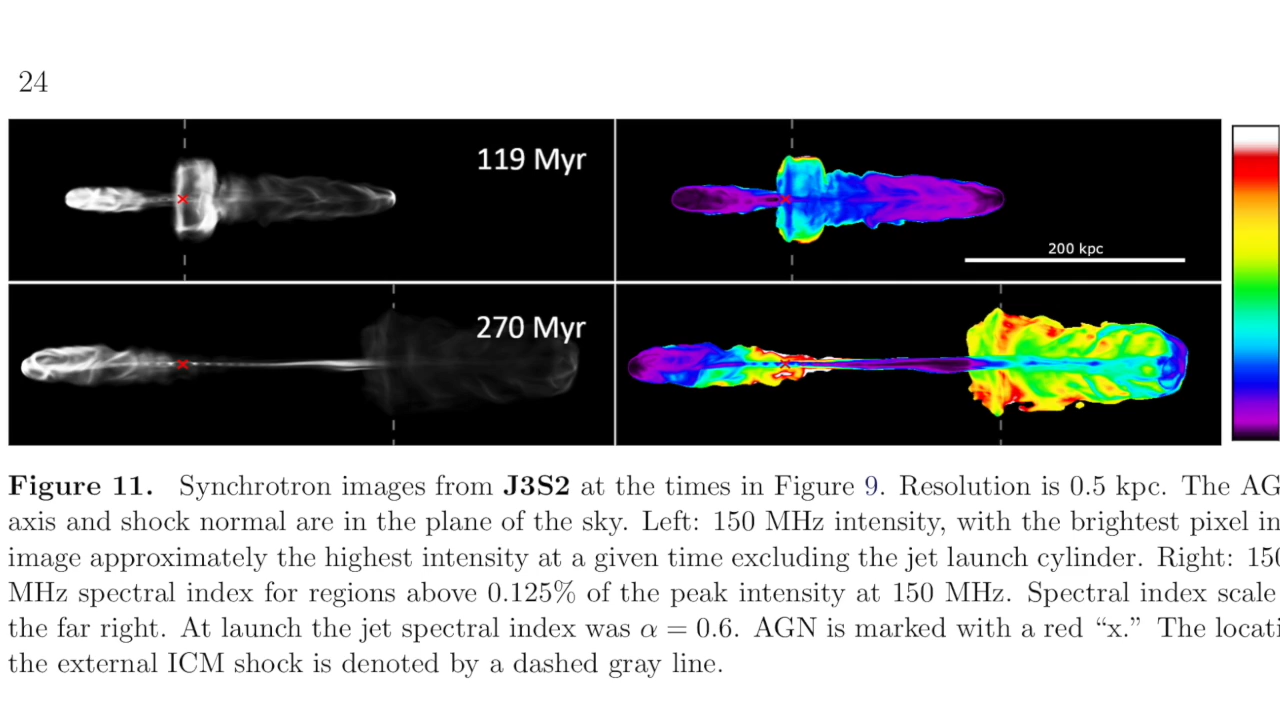 24
119 Myr
200 kpc
270 Myr
Figure 11. Synchrotron images from J3S2 at the times in Figure 9. Resolution is 0.5 kpc. The AG
axis and shock normal are in the plane of the sky. Left: 150 MHz intensity, with the brightest pixel in
image approximately the highest intensity at a given time excluding the jet launch cylinder. Right: 150
MHz spectral index for regions above 0.125% of the peak intensity at 150 MHz. Spectral index scale
the far right. At launch the jet spectral index was α = 0.6. AGN is marked with a red “x.” The locati
the external ICM shock is denoted by a dashed gray line.